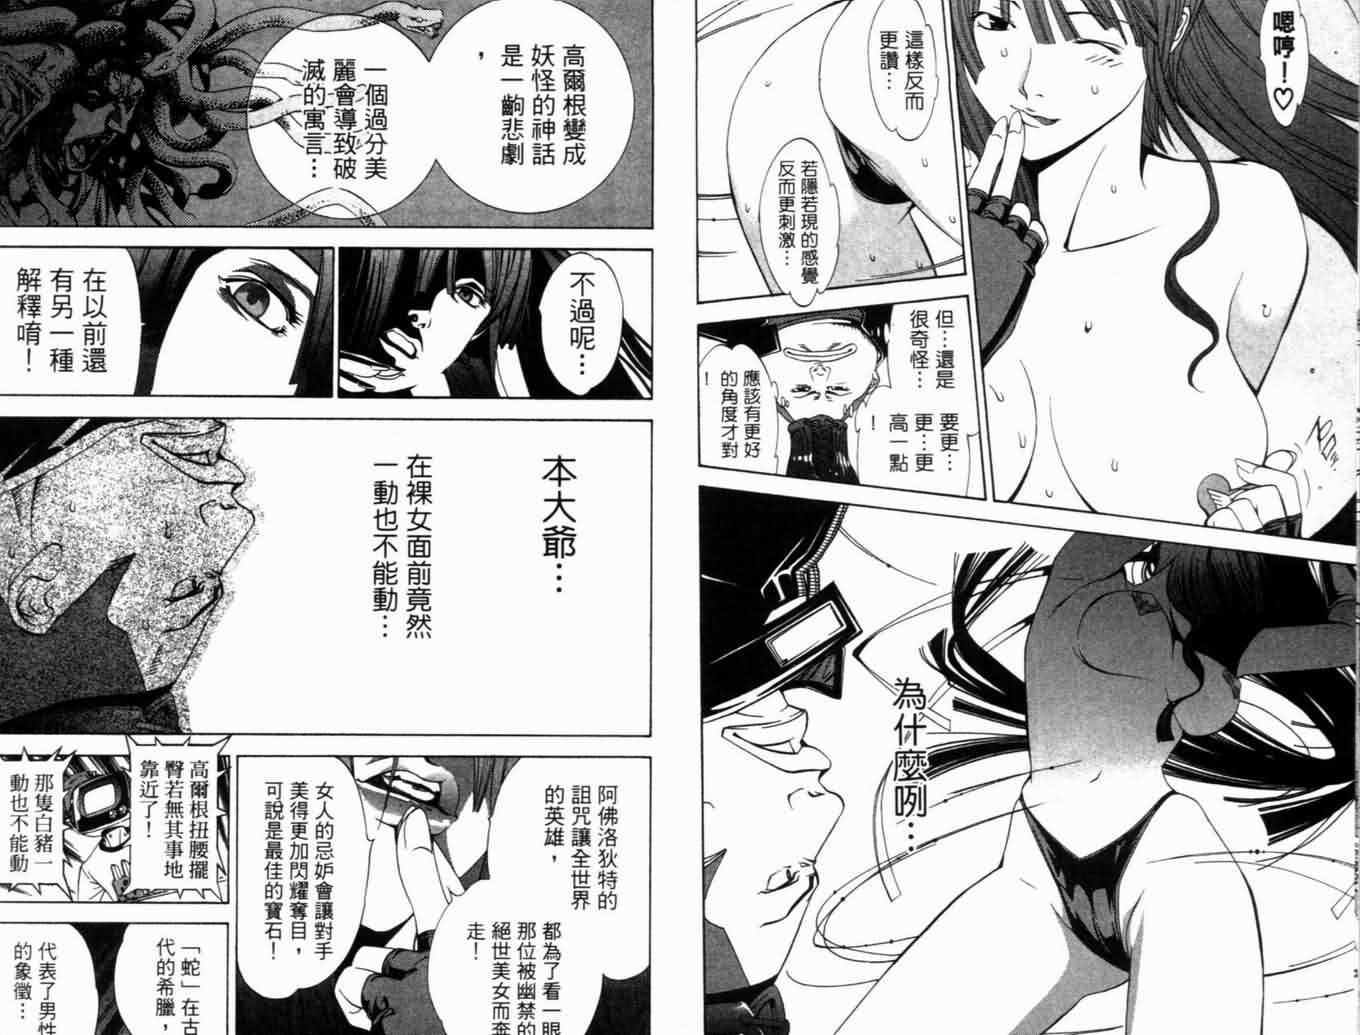 嗯哼！♡
這樣反而
更讚…
若隱若現的感覺
反而更刺激…
但…還是
很奇怪…
要更…
更…更
高一點
！
應該有更好
的角度才對
！
為什麼咧…
高爾根變成
妖怪的神話
是一齣悲劇
，
一個過分美
麗會導致破
滅的寓言…
不過呢…
在以前還
有另一種
解釋唷！
本大爺…
在裸女面前竟然
一動也不能動…
阿佛洛狄特的
詛咒讓全世界
的英雄，
都為了看一眼
那位被幽禁的
絕世美女而奔
走！
女人的忌妒會讓對手
美得更加閃耀奪目，
可說是最佳的寶石！
高爾根扭腰擺
臀若無其事地
靠近了！
那隻白豬一
動也不能動
「蛇」在古
代的希臘，
代表了男性
的象徵…